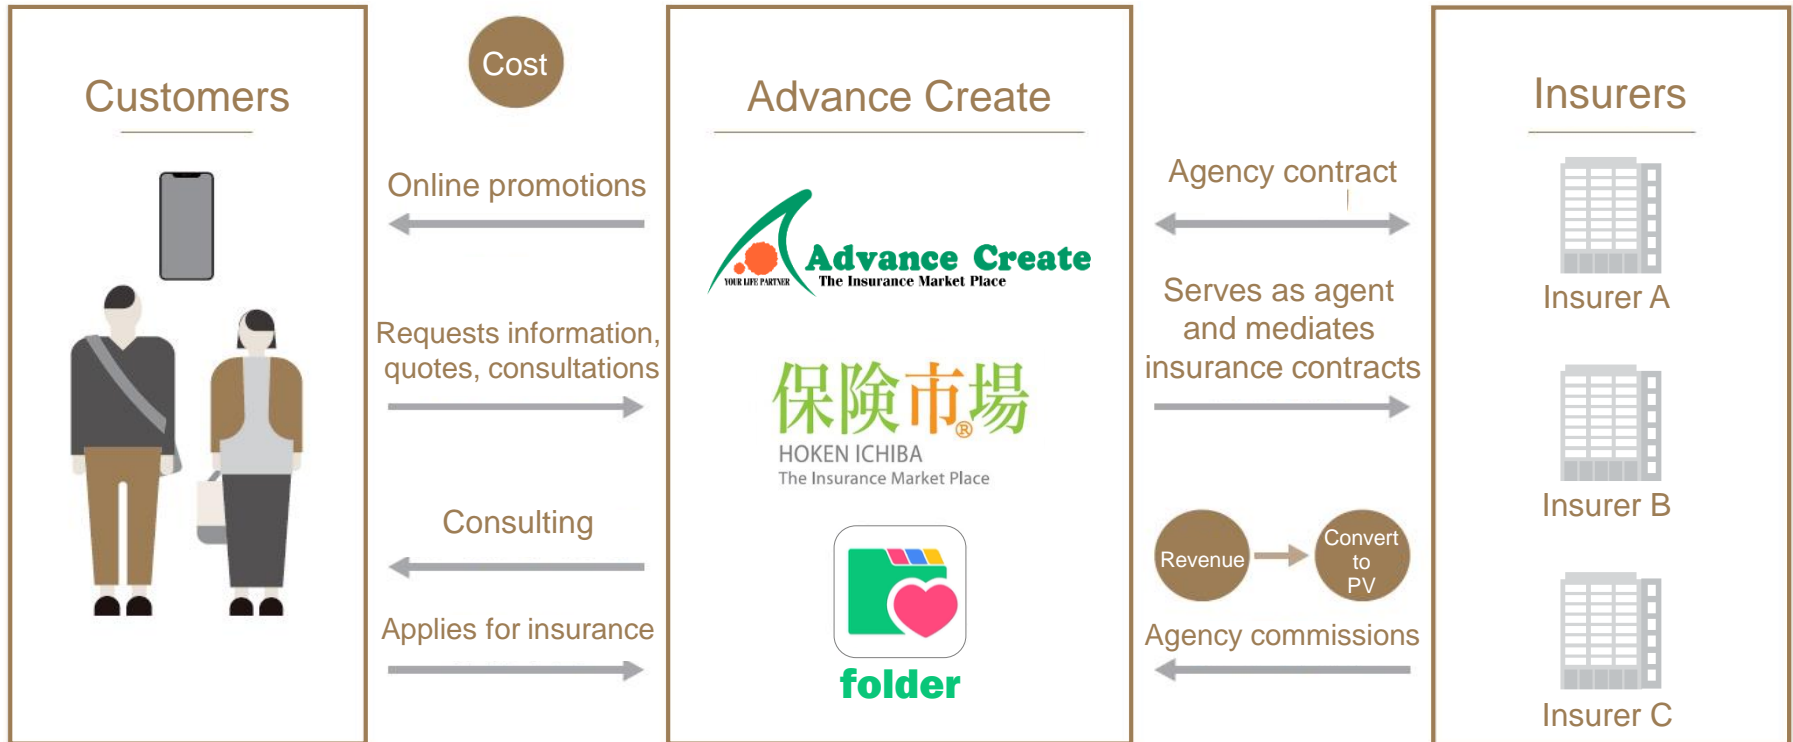 Customers
Cost
Online promotions
Requests information,
quotes, consultations
Consulting
Applies for insurance
Advance Create
Advance Create
YOUR LIFE PARTNER
The Insurance Market Place
保険市場®
HOKEN ICHIBA
The Insurance Market Place
folder
Agency contract
Serves as agent
and mediates
insurance contracts
Revenue
Convert
to
PV
Agency commissions
Insurers
Insurer A
Insurer B
Insurer C